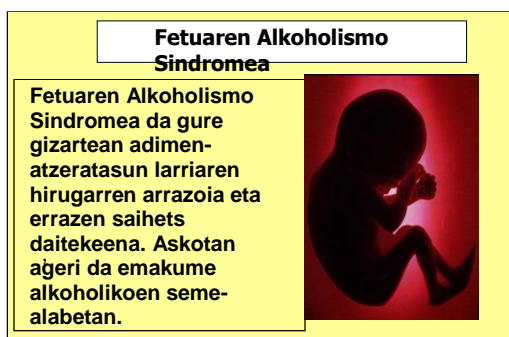 Fetuaren Alkoholismo
Sindromea
Fetuaren Alkoholismo
Sindromea da gure
gizartean adimen-
atzeratasun larriaren
hirugarren arrazoia eta
errazen saihets
daitekeena. Askotan
ageri da emakume
alkoholikoen seme-
alabetan.